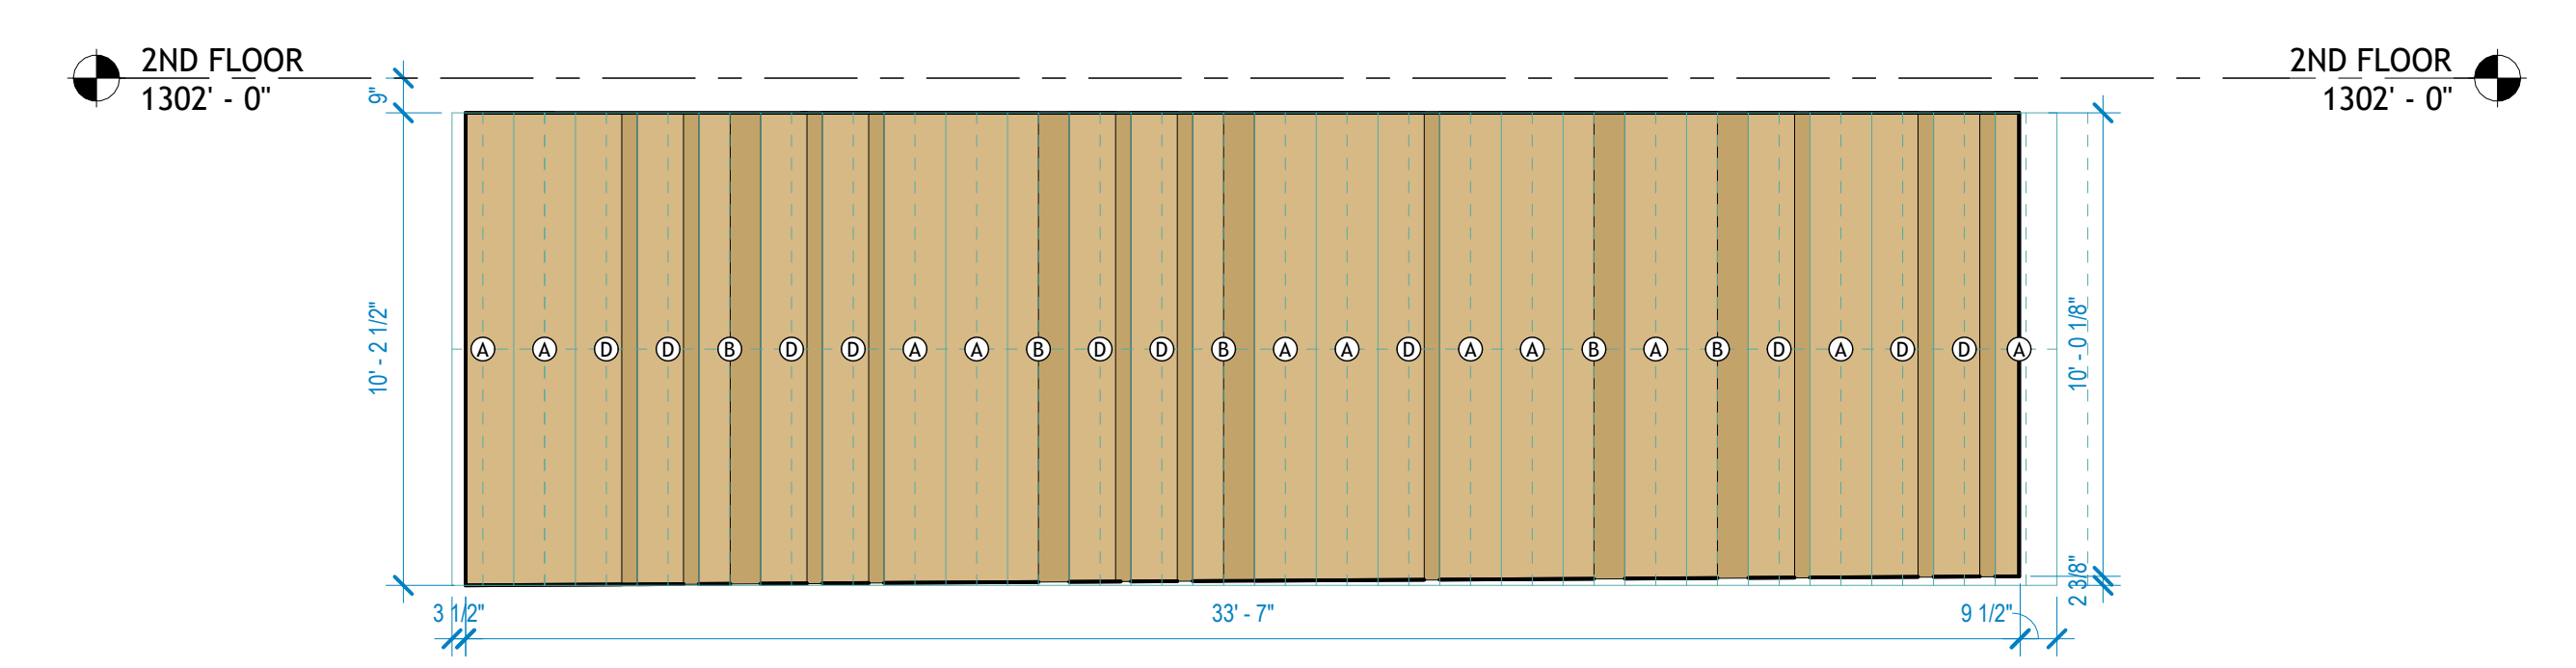 2ND FLOOR
1302' - 0"
2ND FLOOR
1302' - 0"
9"
10' - 2 1/2"
A A D D B D D A A B D D B A A D A A B A B D A D D A
10' - 0 1/8"
2 3/8"
3 1/2"
33' - 7"
9 1/2"